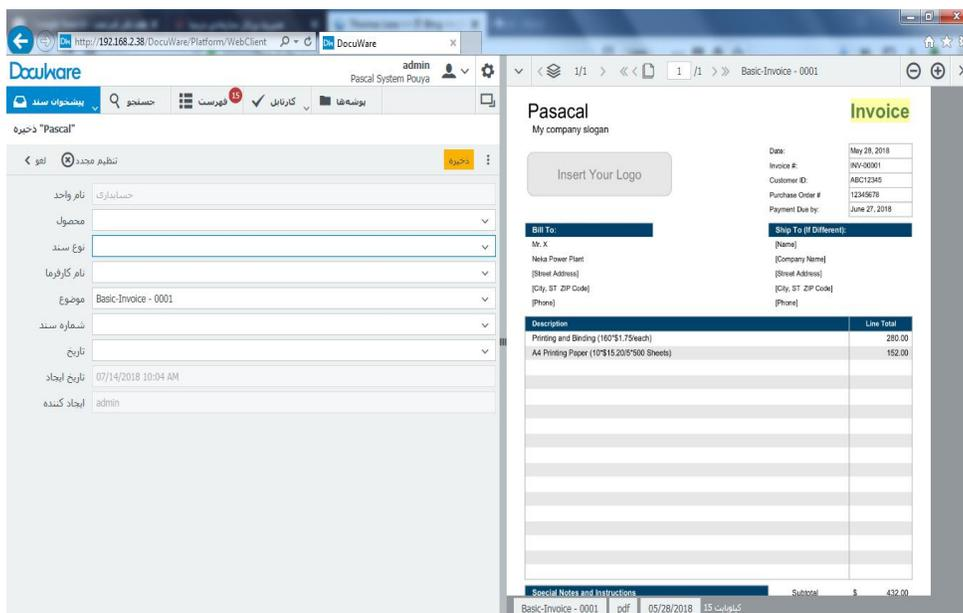 http://192.168.2.38/DocuWare/Platform/WebClient
DocuWare
DocuWare
admin
Pascal System Pouya
پیشخوان سند
جستجو
15
فهرست
کارتابل
پوشه‌ها
ذخیره "Pascal"
لغو
تنظیم مجدد
ذخیره
نام واحد
حسابداری
محصول
نوع سند
نام کارفرما
موضوع
Basic-Invoice - 0001
شماره سند
تاریخ
تاریخ ایجاد
07/14/2018 10:04 AM
ایجاد کننده
admin
1/1
1 /1
Basic-Invoice - 0001
Pasacal
Invoice
My company slogan
Insert Your Logo
Date: May 28, 2018
Invoice #: INV-00001
Customer ID: ABC12345
Purchase Order # 12345678
Payment Due by: June 27, 2018
Bill To:
Mr. X
Neka Power Plant
[Street Address]
[City, ST ZIP Code]
[Phone]
Ship To (If Different):
[Name]
[Company Name]
[Street Address]
[City, ST ZIP Code]
[Phone]
Description Line Total
Printing and Binding (160*$1.75/each) 280.00
A4 Printing Paper (10*$15.20/5*500 Sheets) 152.00
Special Notes and Instructions Subtotal $ 432.00
Basic-Invoice - 0001
pdf
05/28/2018
15 کیلوبایت